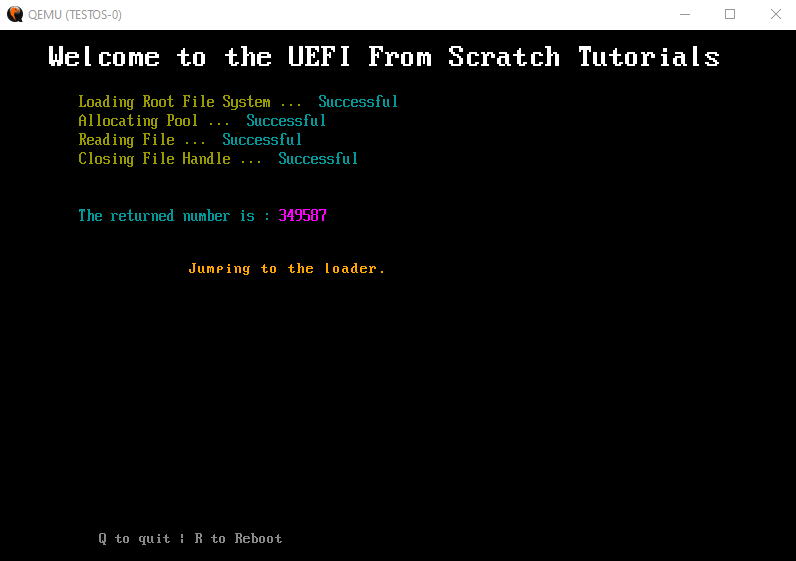 QEMU (TESTOS-0)
Welcome to the UEFI From Scratch Tutorials
Loading Root File System ... Successful
Allocating Pool ... Successful
Reading File ... Successful
Closing File Handle ... Successful
The returned number is : 349587
Jumping to the loader.
Q to quit | R to Reboot